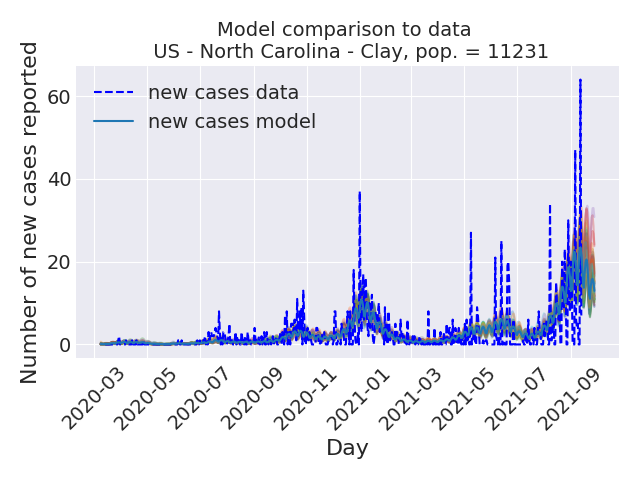 Model comparison to data
US - North Carolina - Clay, pop. = 11231
Number of new cases reported
60
40
20
0
new cases data
new cases model
2020-03
2020-05
2020-07
2020-09
2020-11
2021-01
2021-03
2021-05
2021-07
2021-09
Day